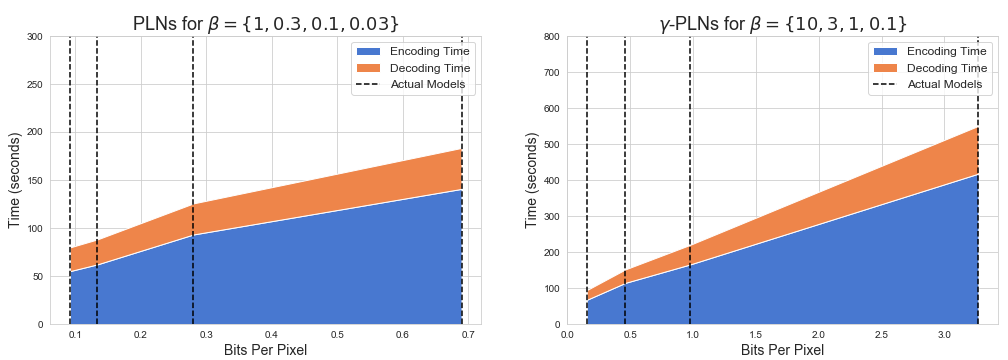 PLNs for β = {1, 0.3, 0.1, 0.03}
300
250
200
150
100
50
0
Time (seconds)
Encoding Time
Decoding Time
Actual Models
0.1 0.2 0.3 0.4 0.5 0.6 0.7
Bits Per Pixel
γ-PLNs for β = {10, 3, 1, 0.1}
800
700
600
500
400
300
200
100
0
Time (seconds)
Encoding Time
Decoding Time
Actual Models
0.0 0.5 1.0 1.5 2.0 2.5 3.0
Bits Per Pixel